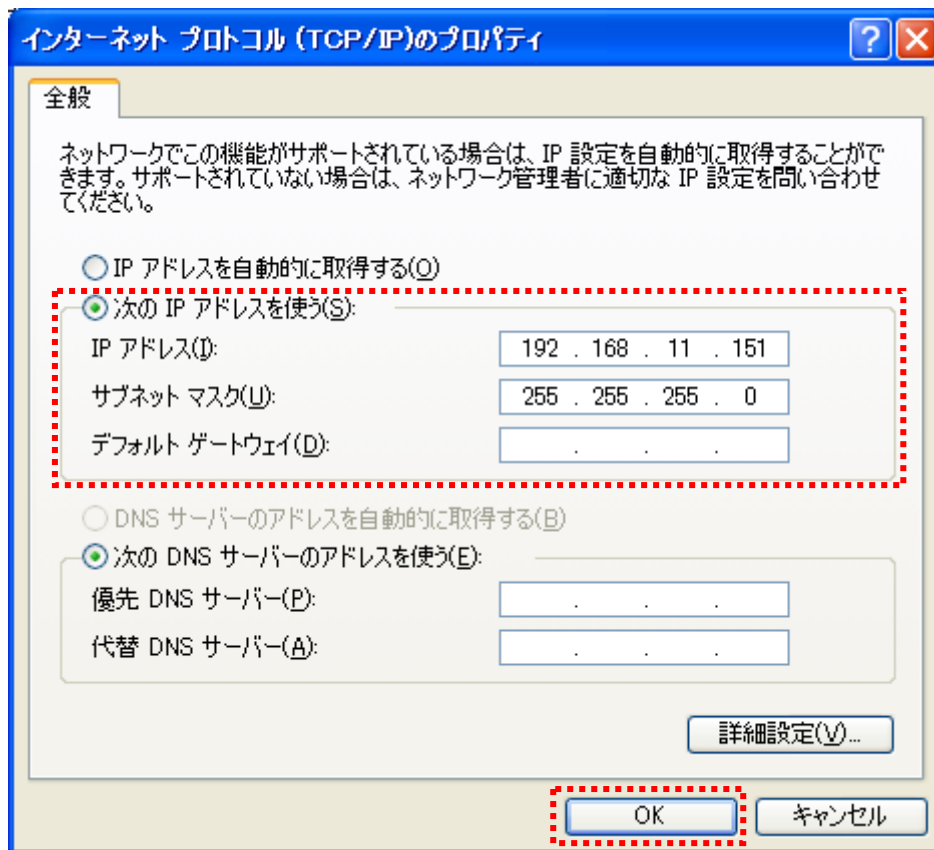 インターネット プロトコル (TCP/IP)のプロパティ
全般
ネットワークでこの機能がサポートされている場合は、IP 設定を自動的に取得することがで
きます。サポートされていない場合は、ネットワーク管理者に適切な IP 設定を問い合わせ
てください。
IP アドレスを自動的に取得する(O)
次の IP アドレスを使う(S):
IP アドレス(I): 192 . 168 . 11 . 151
サブネット マスク(U): 255 . 255 . 255 . 0
デフォルト ゲートウェイ(D): . . .
DNS サーバーのアドレスを自動的に取得する(B)
次の DNS サーバーのアドレスを使う(E):
優先 DNS サーバー(P): . . .
代替 DNS サーバー(A): . . .
詳細設定(V)...
OK キャンセル